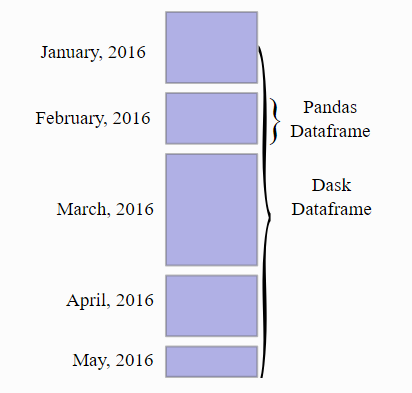 January, 2016
February, 2016
Pandas
Dataframe
March, 2016
Dask
Dataframe
April, 2016
May, 2016